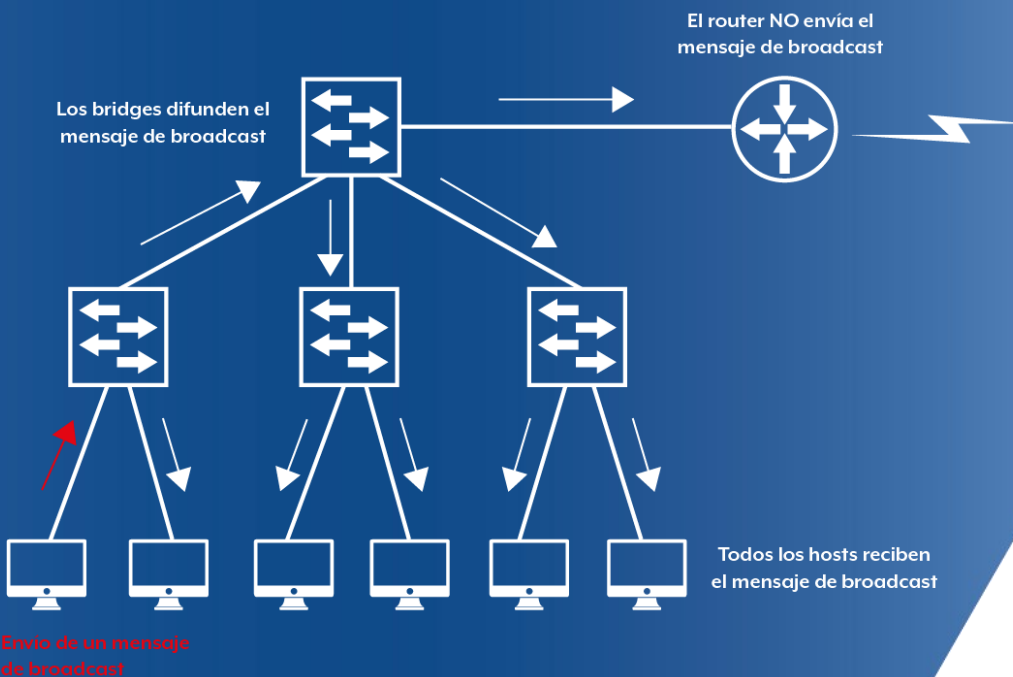 El router NO envía el
mensaje de broadcast
Los bridges difunden el
mensaje de broadcast
Todos los hosts reciben
el mensaje de broadcast
Envío de un mensaje
de broadcast